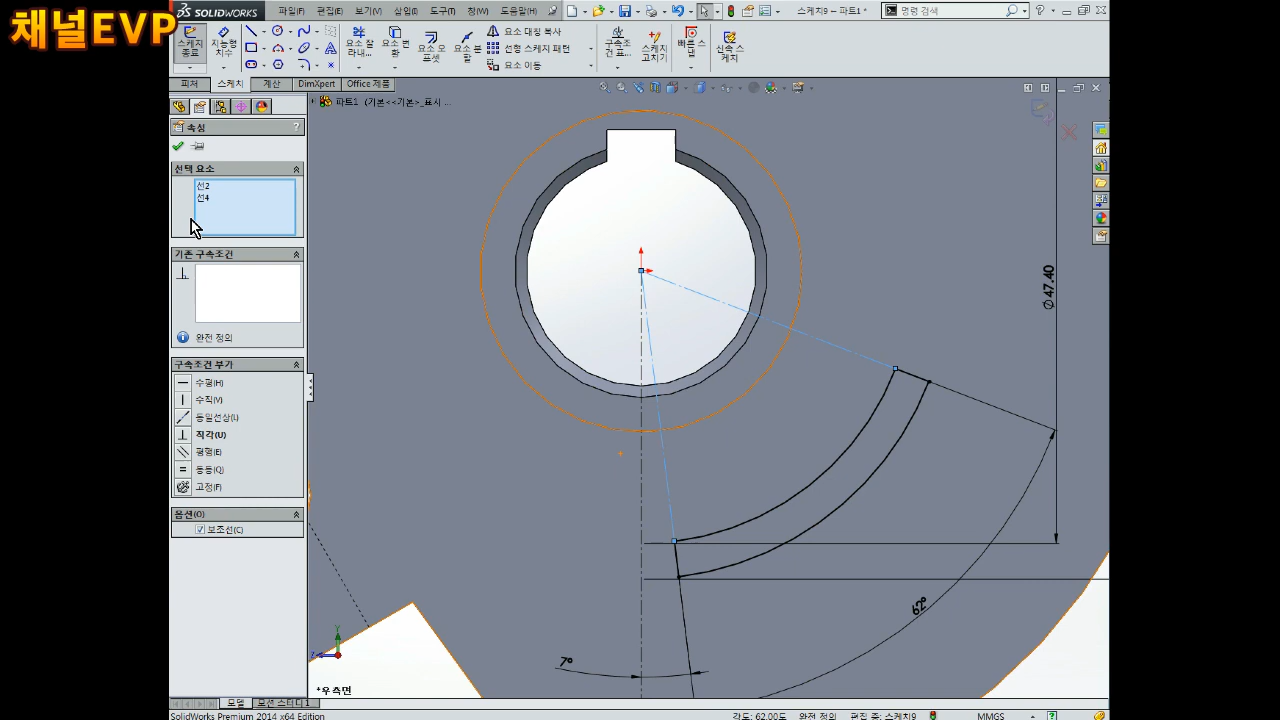 채널EVP
SOLIDWORKS
파일(F) 편집(E) 보기(V) 삽입(I) 도구(T) 창(W) 도움말(H)
스케치9 - 파트1 *
명령 검색
스케치 종료
지능형 치수
요소 잘라내...
요소 변환
요소 오프셋
요소 분할
요소 대칭 복사
선형 스케치 패턴
요소 이동
구속조건 표...
스케치 고치기
빠른 스냅
신속 스케치
피처 스케치 계산 DimXpert Office 제품
파트1 (기본<<기본>_표시 ...
속성
선택 요소
선2
선4
기존 구속조건
완전 정의
구속조건 부가
수평(H)
수직(V)
동일선상(L)
직각(U)
평행(E)
동등(Q)
고정(F)
옵션(O)
보조선(C)
∅47.40
62°
7°
Y
Z
*우측면
모델 모션 스터디 1
SolidWorks Premium 2014 x64 Edition
각도: 62.00도 완전 정의 편집 중: 스케치9 MMGS